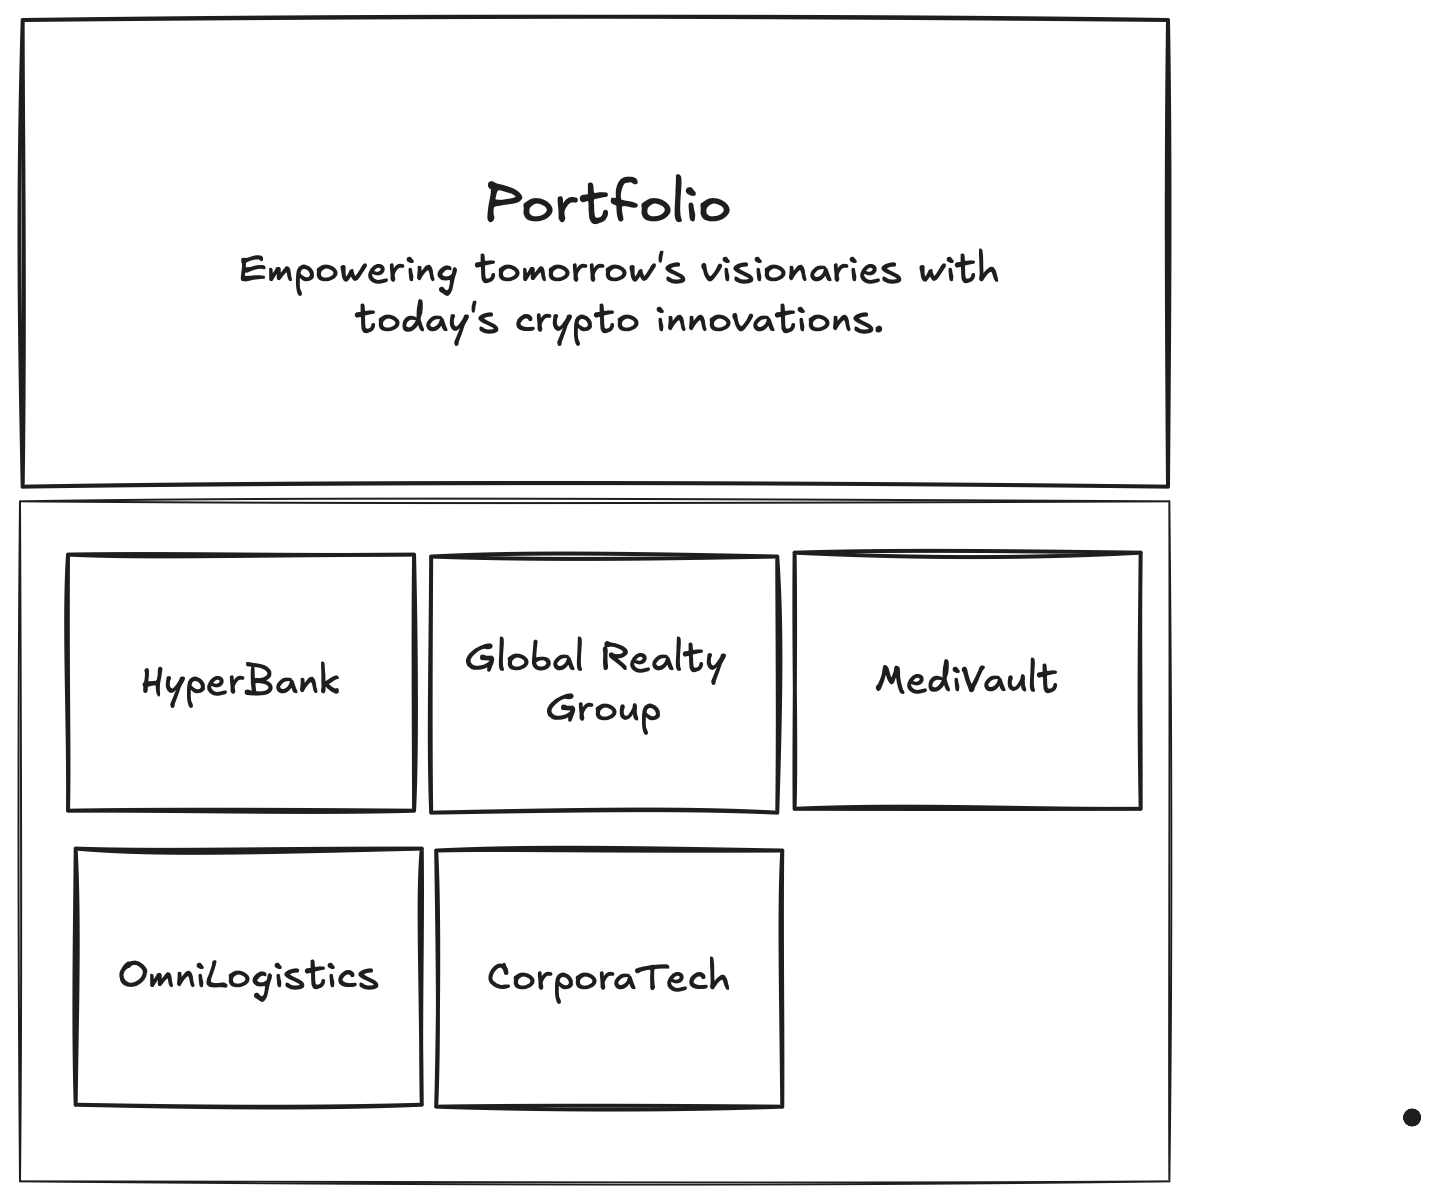 Portfolio
Empowering tomorrow's visionaries with
today's crypto innovations.
HyperBank
Global Realty
Group
MediVault
OmniLogistics
CorporaTech